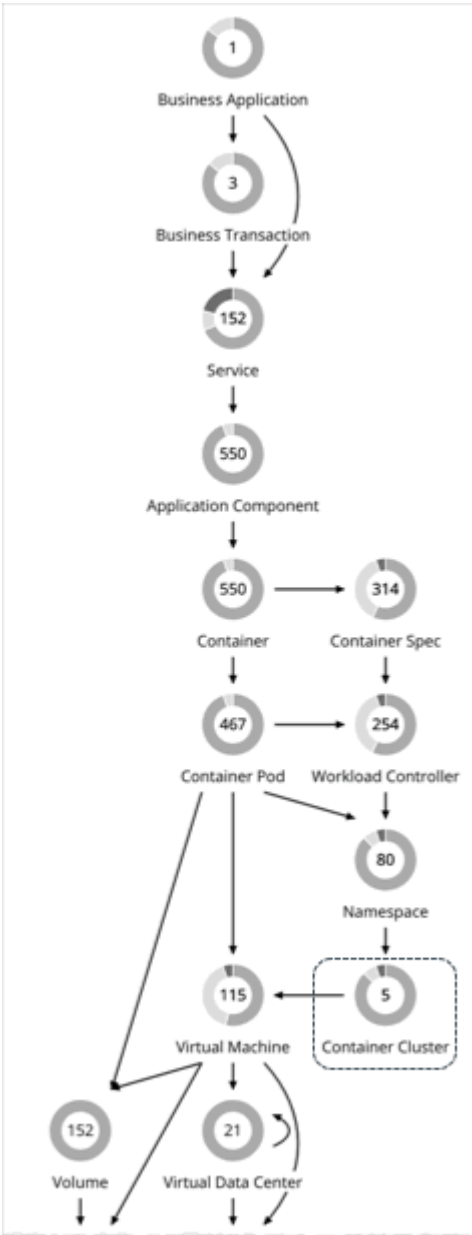 1
Business Application
3
Business Transaction
152
Service
550
Application Component
550
314
Container
Container Spec
467
254
Container Pod
Workload Controller
80
Namespace
115
5
Virtual Machine
Container Cluster
152
21
Volume
Virtual Data Center